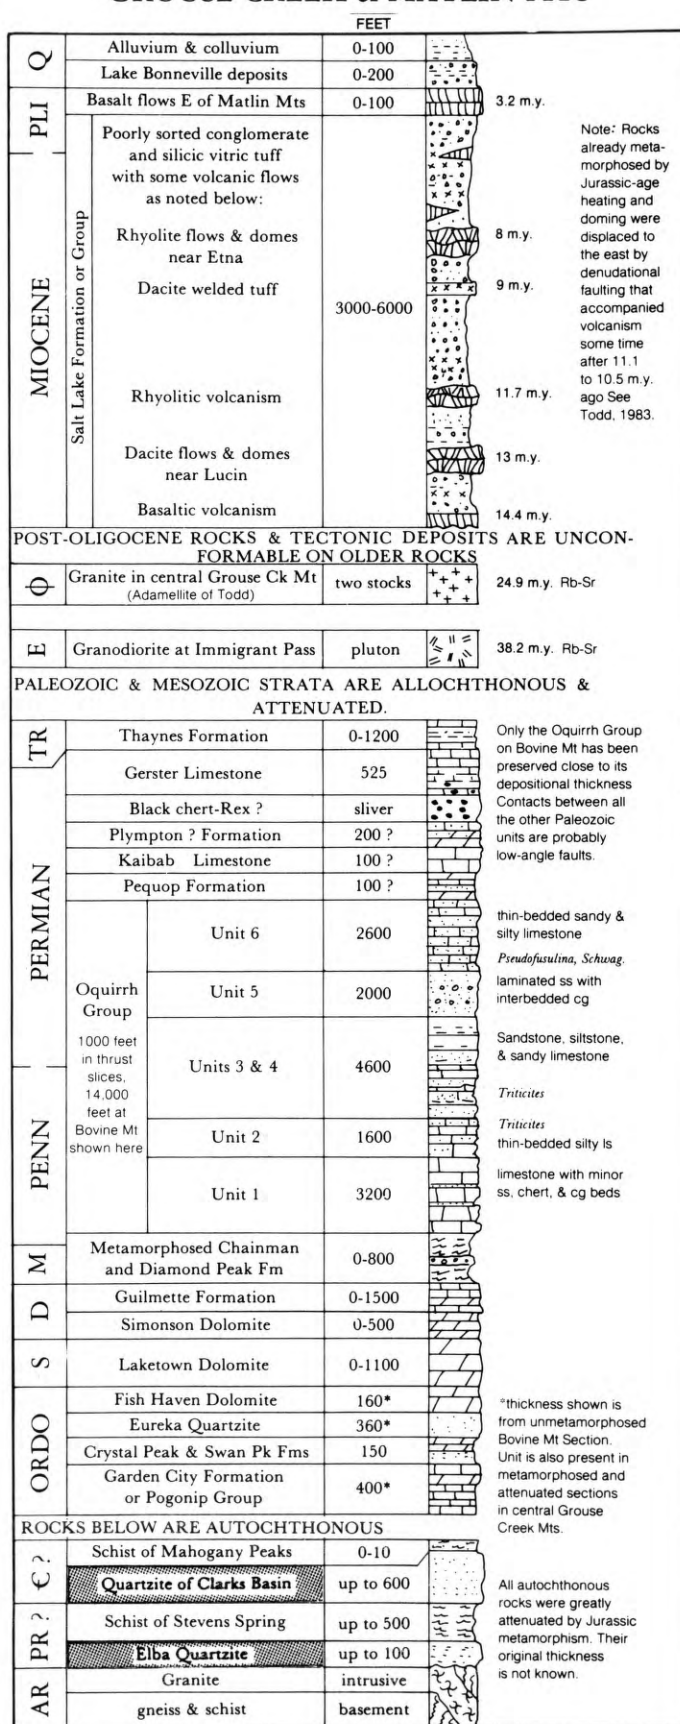 FEET
Q
Alluvium & colluvium 0-100
Lake Bonneville deposits 0-200
PLI
Basalt flows E of Matlin Mts 0-100 3.2 m.y.
MIOCENE
Salt Lake Formation or Group
Poorly sorted conglomerate
and silicic vitric tuff
with some volcanic flows
as noted below:
Rhyolite flows & domes
near Etna
8 m.y.
Dacite welded tuff 9 m.y.
3000-6000
Rhyolitic volcanism 11.7 m.y.
Dacite flows & domes
near Lucin
13 m.y.
Basaltic volcanism 14.4 m.y.
Note: Rocks
already meta-
morphosed by
Jurassic-age
heating and
doming were
displaced to
the east by
denudational
faulting that
accompanied
volcanism
some time
after 11.1
to 10.5 m.y.
ago See
Todd, 1983.
POST-OLIGOCENE ROCKS & TECTONIC DEPOSITS ARE UNCON-
FORMABLE ON OLDER ROCKS
Granite in central Grouse Ck Mt two stocks 24.9 m.y. Rb-Sr
(Adamellite of Todd)
E Granodiorite at Immigrant Pass pluton 38.2 m.y. Rb-Sr
PALEOZOIC & MESOZOIC STRATA ARE ALLOCHTHONOUS &
ATTENUATED.
TR
Thaynes Formation 0-1200
PERMIAN
Gerster Limestone 525
Black chert-Rex ? sliver
Plympton ? Formation 200 ?
Kaibab Limestone 100 ?
Pequop Formation 100 ?
Only the Oquirrh Group
on Bovine Mt has been
preserved close to its
depositional thickness
Contacts between all
the other Paleozoic
units are probably
low-angle faults.
Oquirrh
Group
1000 feet
in thrust
slices,
14,000
feet at
Bovine Mt
shown here
Unit 6 2600
thin-bedded sandy &
silty limestone
Pseudofusulina, Schwag.
Unit 5 2000
laminated ss with
interbedded cg
Units 3 & 4 4600
Sandstone, siltstone,
& sandy limestone
Triticites
PENN
Unit 2 1600
Triticites
thin-bedded silty ls
Unit 1 3200
limestone with minor
ss, chert, & cg beds
M
Metamorphosed Chainman
and Diamond Peak Fm
0-800
D
Guilmette Formation 0-1500
Simonson Dolomite 0-500
S
Laketown Dolomite 0-1100
ORDO
Fish Haven Dolomite 160*
Eureka Quartzite 360*
Crystal Peak & Swan Pk Fms 150
Garden City Formation
or Pogonip Group
400*
*thickness shown is
from unmetamorphosed
Bovine Mt Section.
Unit is also present in
metamorphosed and
attenuated sections
in central Grouse
Creek Mts.
ROCKS BELOW ARE AUTOCHTHONOUS
Є ?
Schist of Mahogany Peaks 0-10
Quartzite of Clarks Basin up to 600
PR ?
Schist of Stevens Spring up to 500
Elba Quartzite up to 100
AR
Granite intrusive
gneiss & schist basement
All autochthonous
rocks were greatly
attenuated by Jurassic
metamorphism. Their
original thickness
is not known.